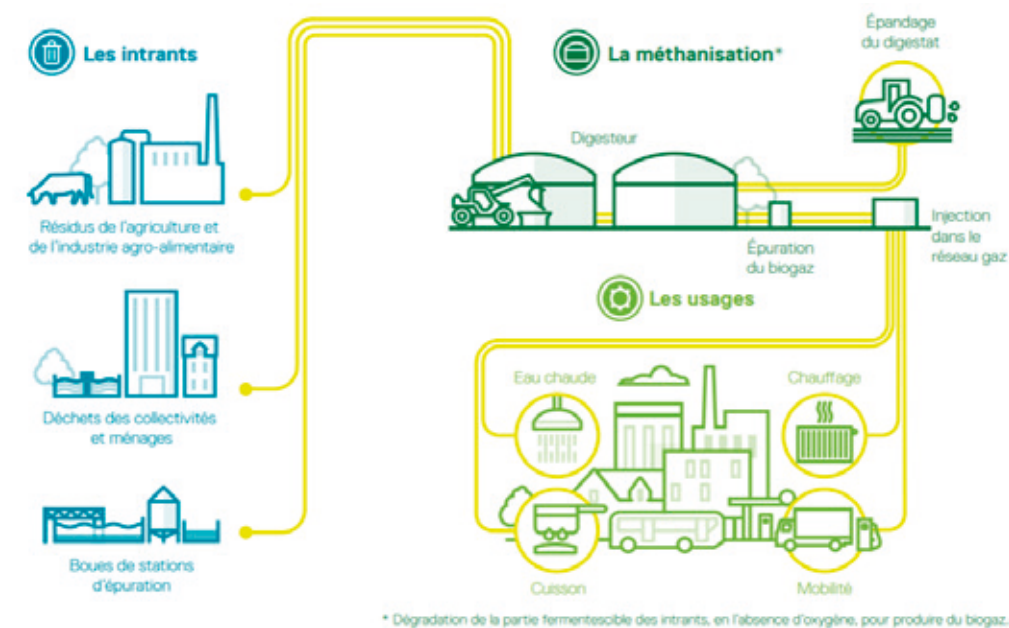 Les intrants
Résidus de l'agriculture et
de l'industrie agro-alimentaire
Déchets des collectivités
et ménages
Boues de stations
d'épuration
La méthanisation*
Digesteur
Épandage
du digestat
Épuration
du biogaz
Injection
dans le
réseau gaz
Les usages
Eau chaude
Chauffage
Cuisson
Mobilité
* Dégradation de la partie fermentescible des intrants, en l'absence d'oxygène, pour produire du biogaz.